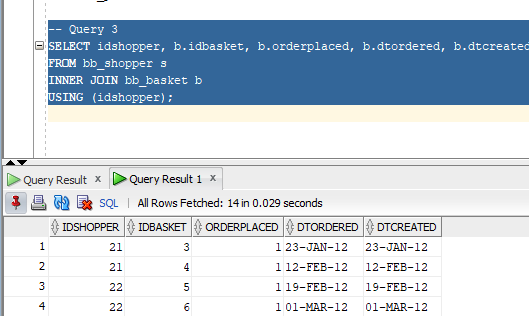 -- Query 3
SELECT idshopper, b.idbasket, b.orderplaced, b.dtordered, b.dtcreated
FROM bb_shopper s
INNER JOIN bb_basket b
USING (idshopper);
Query Result x Query Result 1 x
SQL | All Rows Fetched: 14 in 0.029 seconds
IDSHOPPER IDBASKET ORDERPLACED DTORDERED DTCREATED
1 21 3 1 23-JAN-12 23-JAN-12
2 21 4 1 12-FEB-12 12-FEB-12
3 22 5 1 19-FEB-12 19-FEB-12
4 22 6 1 01-MAR-12 01-MAR-12